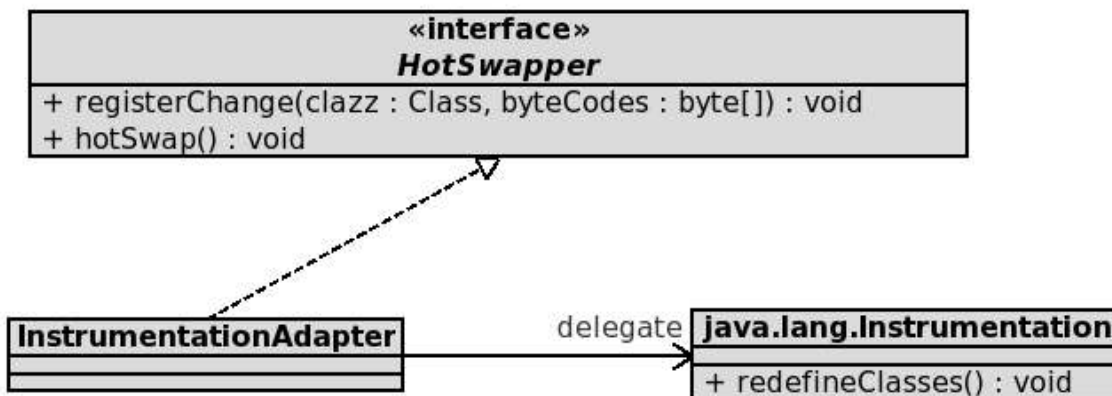 «interface»
HotSwapper
+ registerChange(clazz : Class, byteCodes : byte[]) : void
+ hotSwap() : void
InstrumentationAdapter
delegate
java.lang.Instrumentation
+ redefineClasses() : void